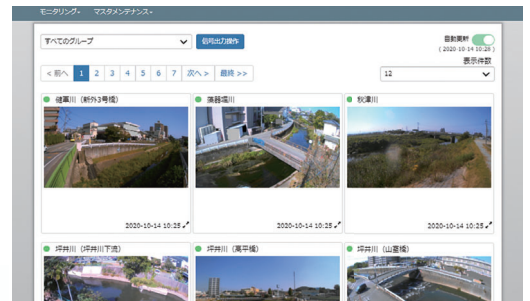 モニタリング マスタメンテナンス
すべてのグループ 信号出力操作 自動更新
( 2020-10-14 10:28 )
表示件数
< 前へ 1 2 3 4 5 6 7 次へ > 最終 >> 12
健軍川（新外3号橋） 藻器堀川 秋津川
2020-10-14 10:25 2020-10-14 10:25 2020-10-14 10:25
坪井川（坪井川下流） 坪井川（高平橋） 坪井川（山室橋）